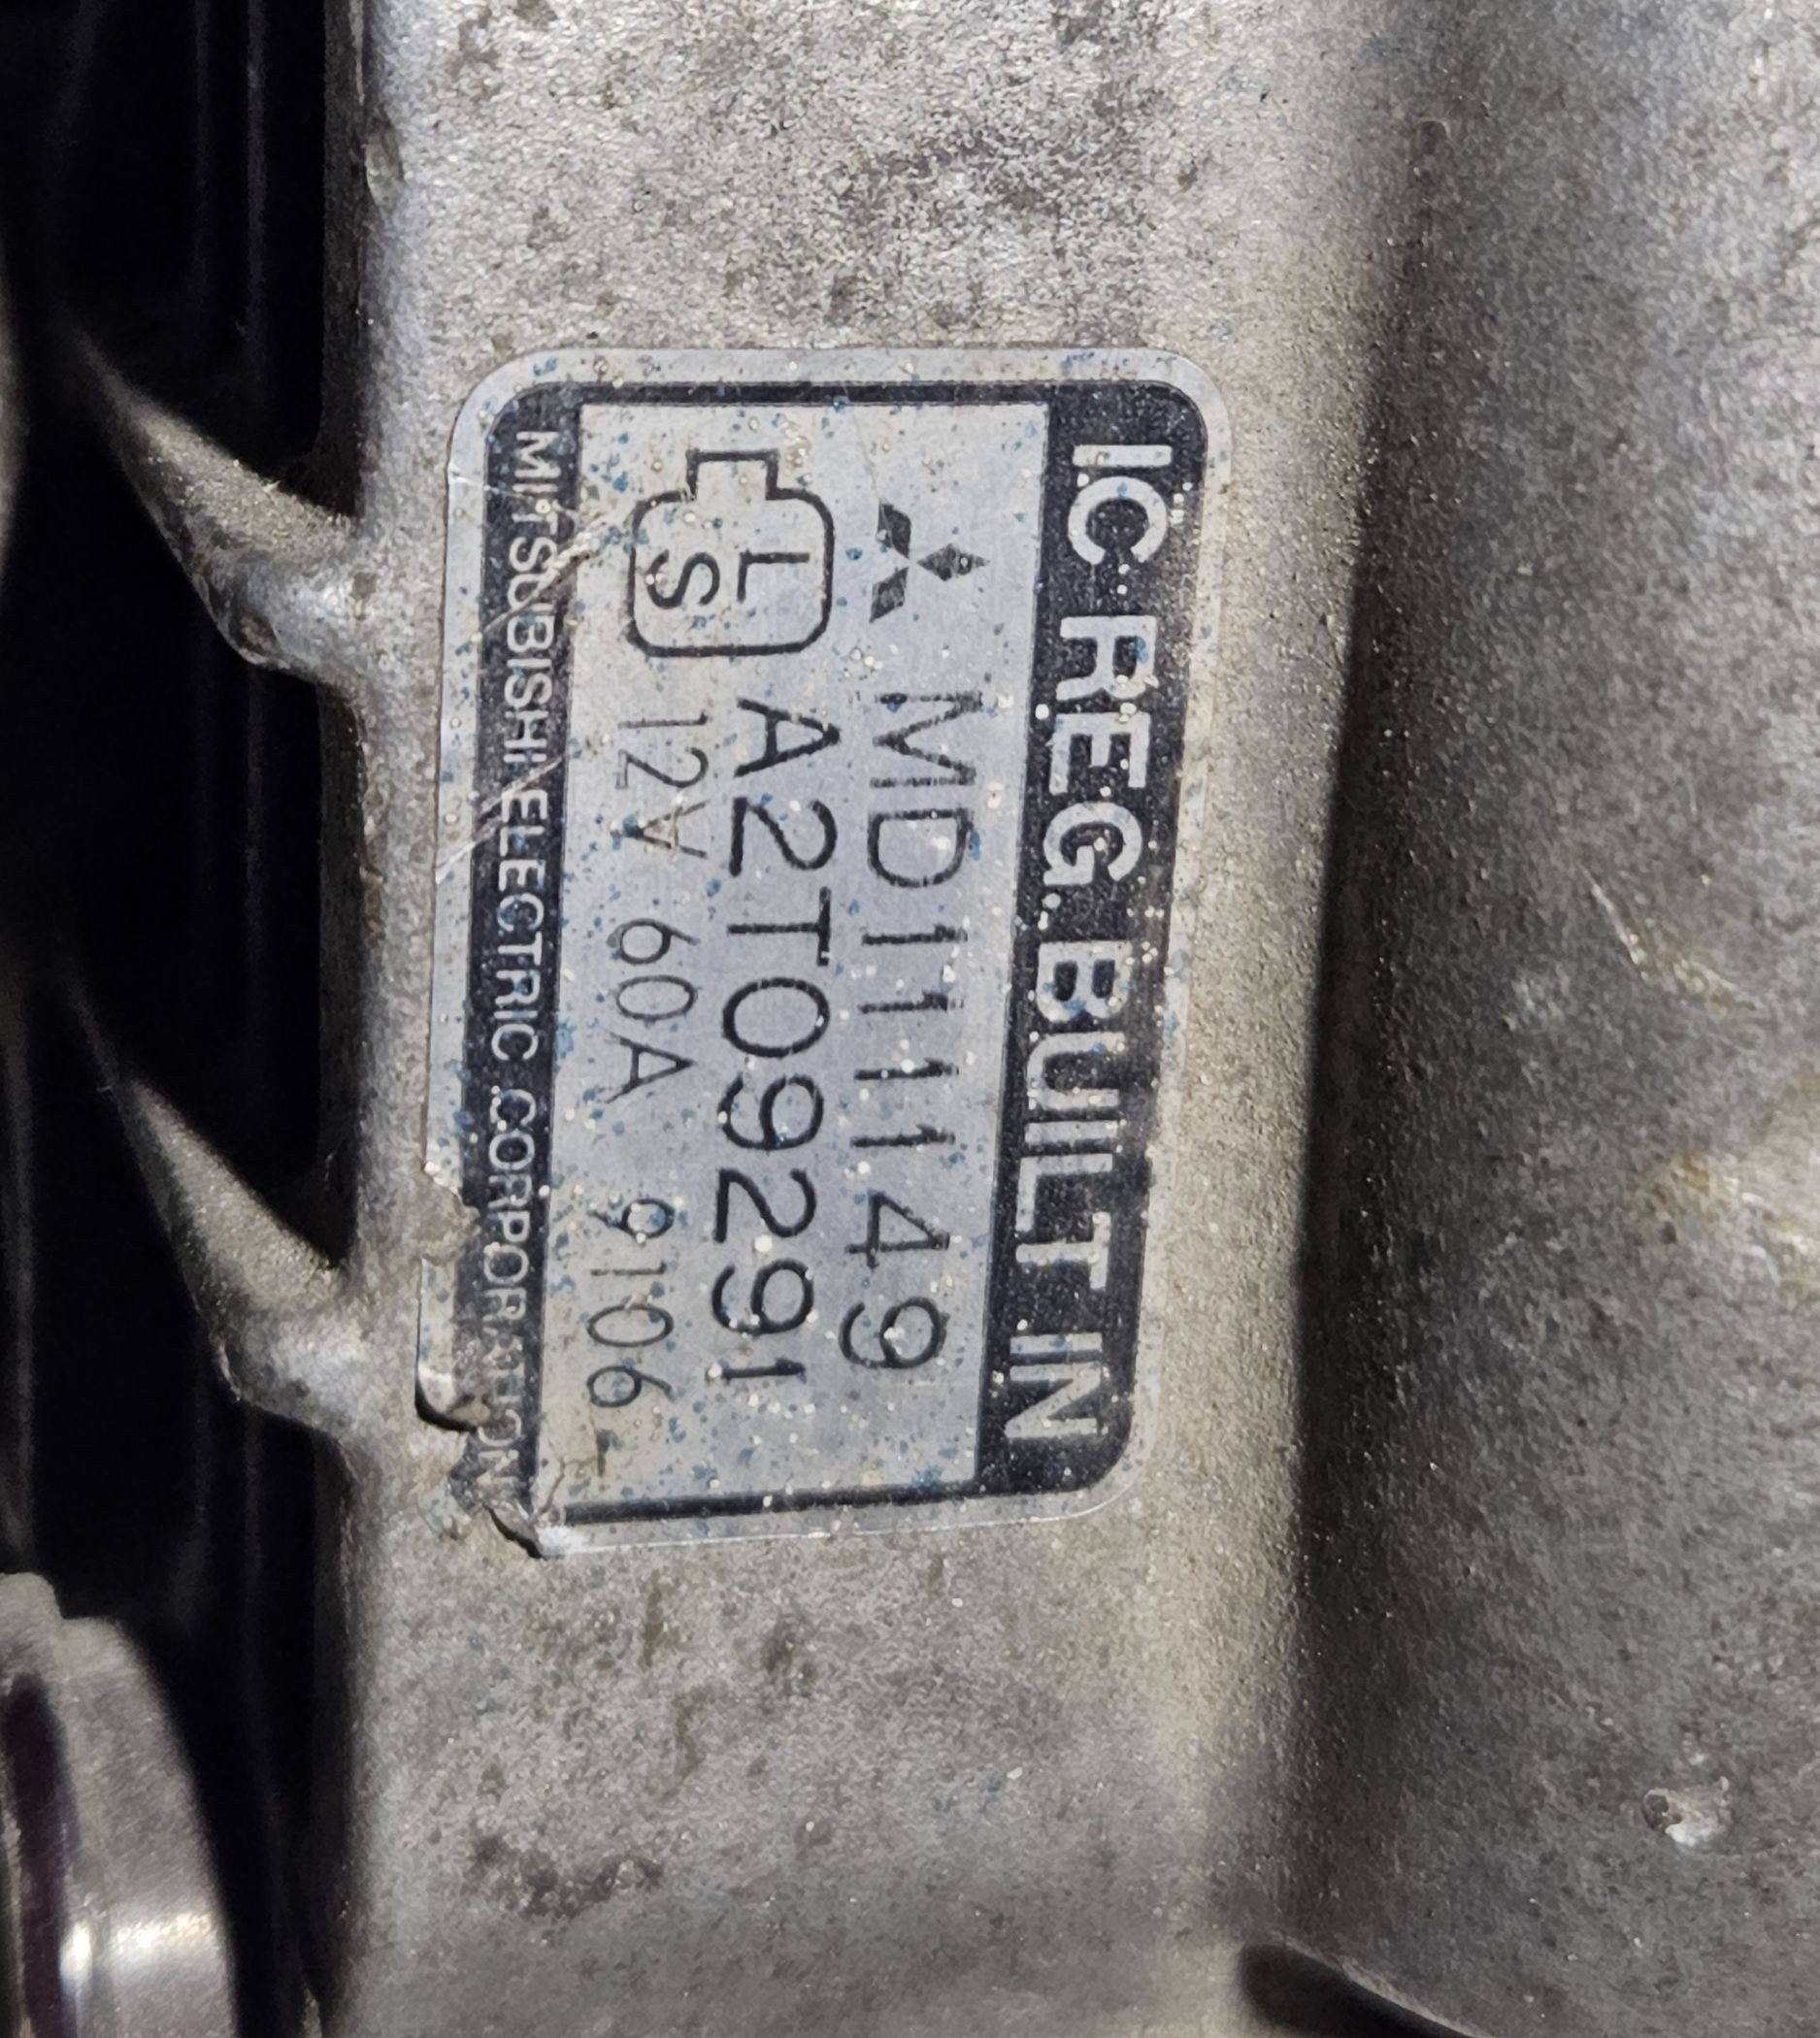 IC REG. BUILT IN
MD111149
L
S
A2T09291
12V 60A 9106
MITSUBISHI ELECTRIC CORPORATION